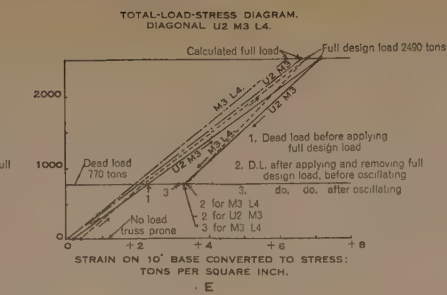 TOTAL-LOAD-STRESS DIAGRAM.
DIAGONAL U2 M3 L4.
Calculated full load
Full design load 2490 tons
M3 L4
U2 M3
2000
U2 M3
M3 L4
U2 M3
1. Dead load before applying
full design load
ull
1000
Dead load
770 tons
2. D.L. after applying and removing full
design load, before oscillating
3. do. do. after oscillating
1
3
2 for M3 L4
2 for U2 M3
3 for M3 L4
No load
truss prone
0
0
+2
+4
+6
+8
STRAIN ON 10" BASE CONVERTED TO STRESS:
TONS PER SQUARE INCH.
E